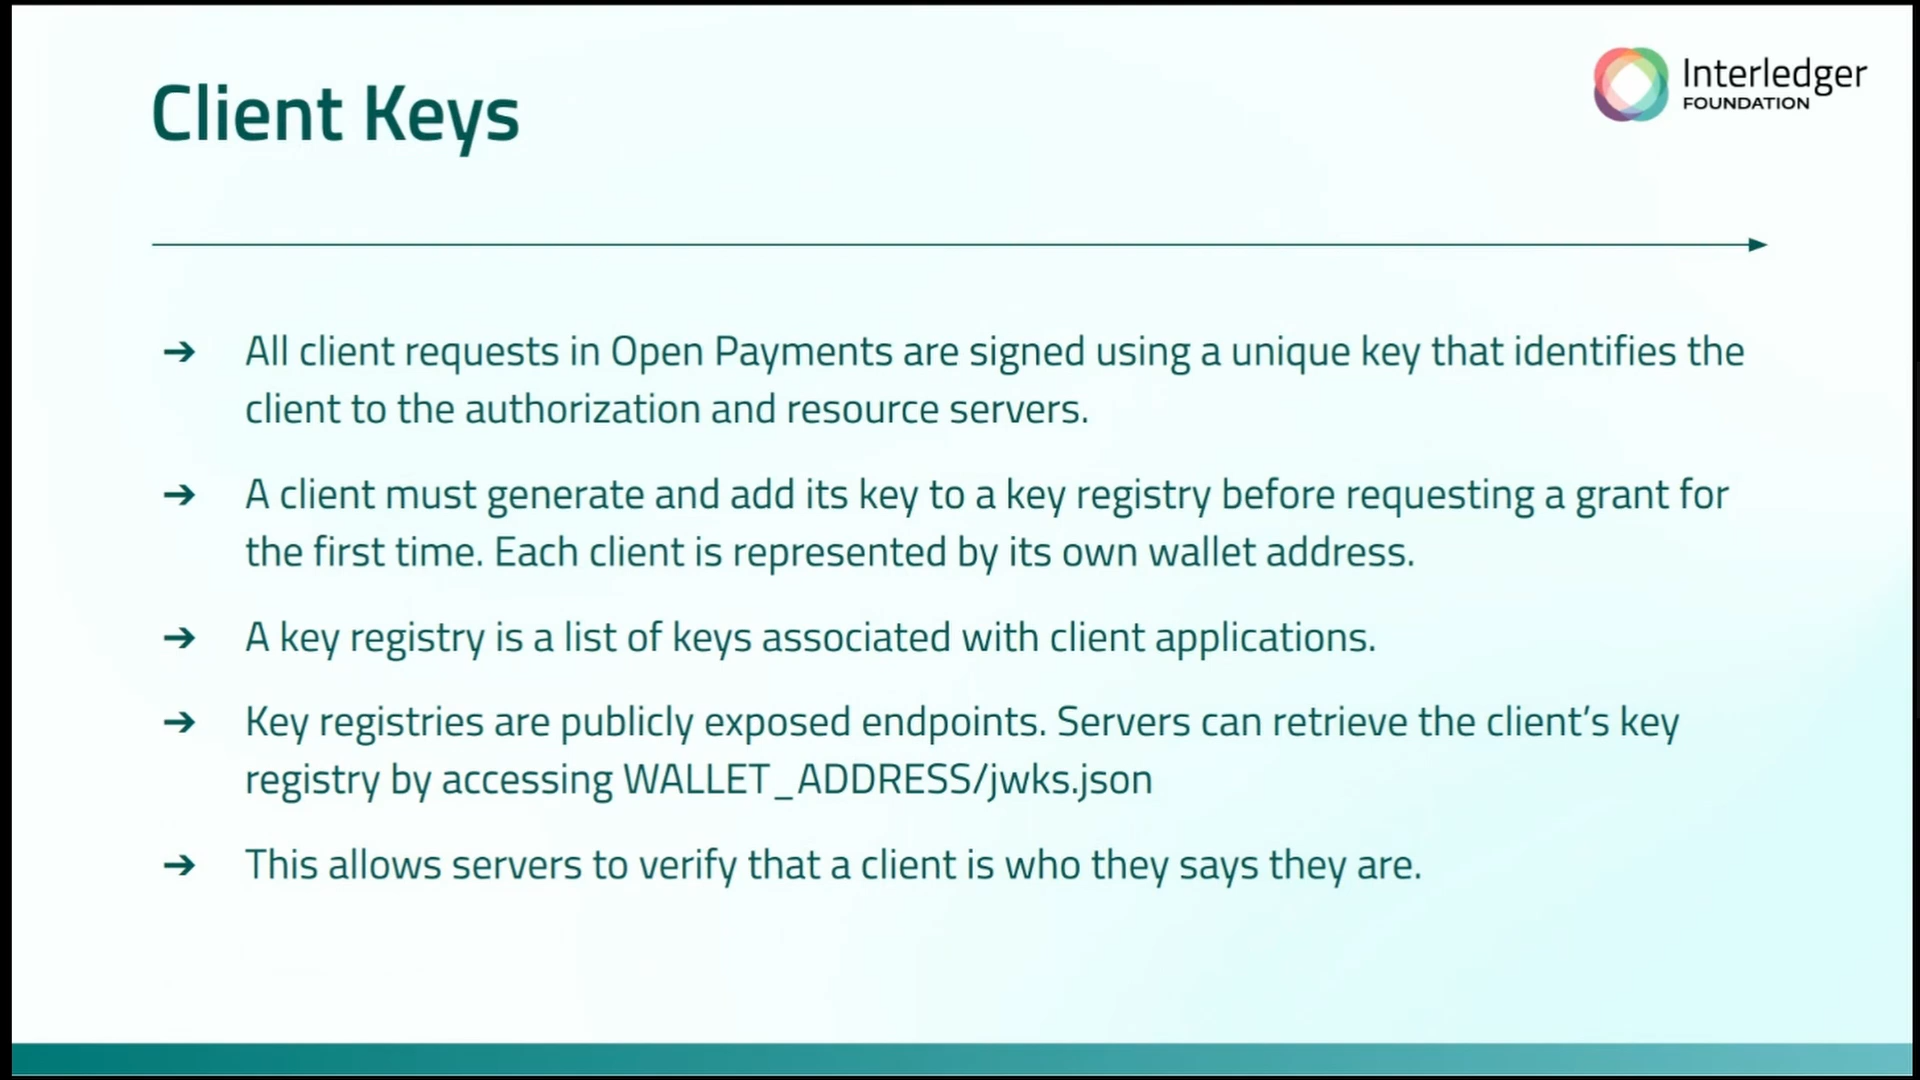 Client Keys
Interledger
FOUNDATION
➔ All client requests in Open Payments are signed using a unique key that identifies the
client to the authorization and resource servers.
➔ A client must generate and add its key to a key registry before requesting a grant for
the first time. Each client is represented by its own wallet address.
➔ A key registry is a list of keys associated with client applications.
➔ Key registries are publicly exposed endpoints. Servers can retrieve the client’s key
registry by accessing WALLET_ADDRESS/jwks.json
➔ This allows servers to verify that a client is who they says they are.